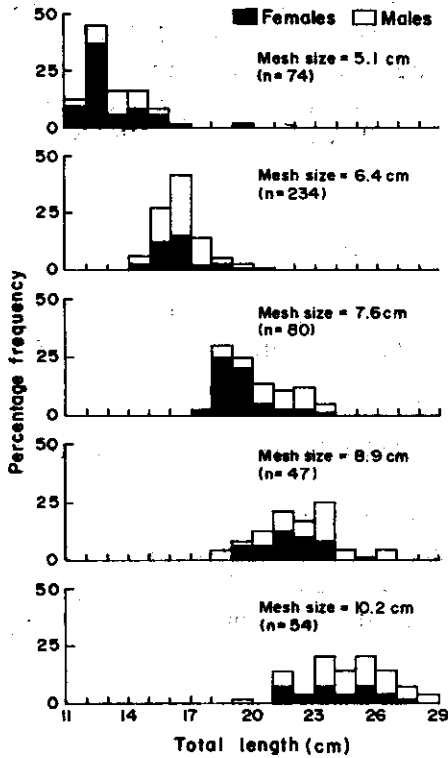 Females Males
Mesh size = 5.1 cm
(n=74)
50
25
0
Mesh size = 6.4 cm
(n=234)
50
25
0
Mesh size = 7.6cm
(n=80)
50
25
0
Mesh size = 8.9 cm
(n=47)
50
25
0
Mesh size = 10.2 cm
(n=54)
50
25
0
11 14 17 20 23 26 29
Total length (cm)
Percentage frequency